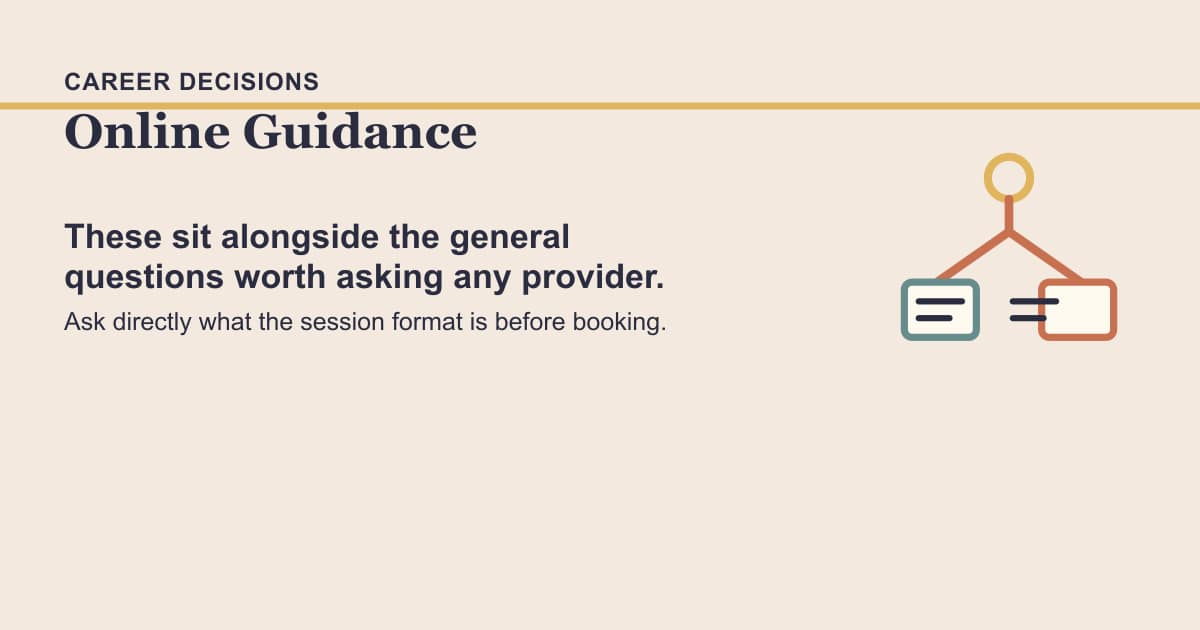 CAREER DECISIONS
Online Guidance
These sit alongside the general
questions worth asking any provider.
Ask directly what the session format is before booking.